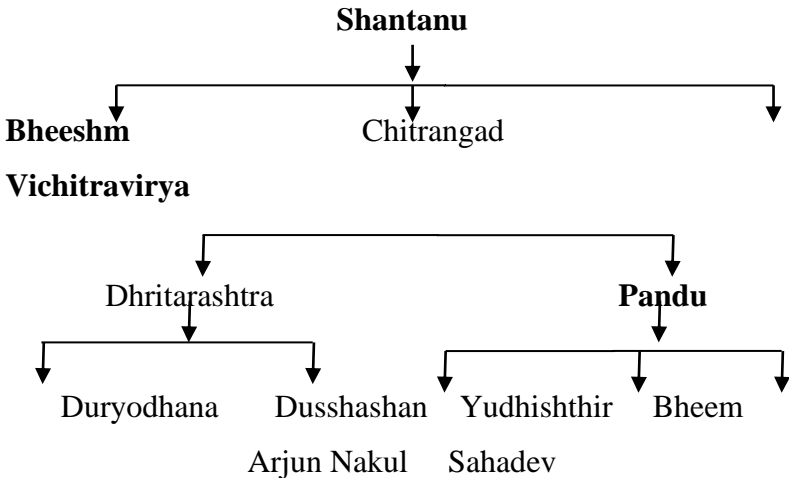 Shantanu
Bheeshm Chitrangad
Vichitravirya
Dhritarashtra Pandu
Duryodhana Dusshashan Yudhishthir Bheem
Arjun Nakul Sahadev